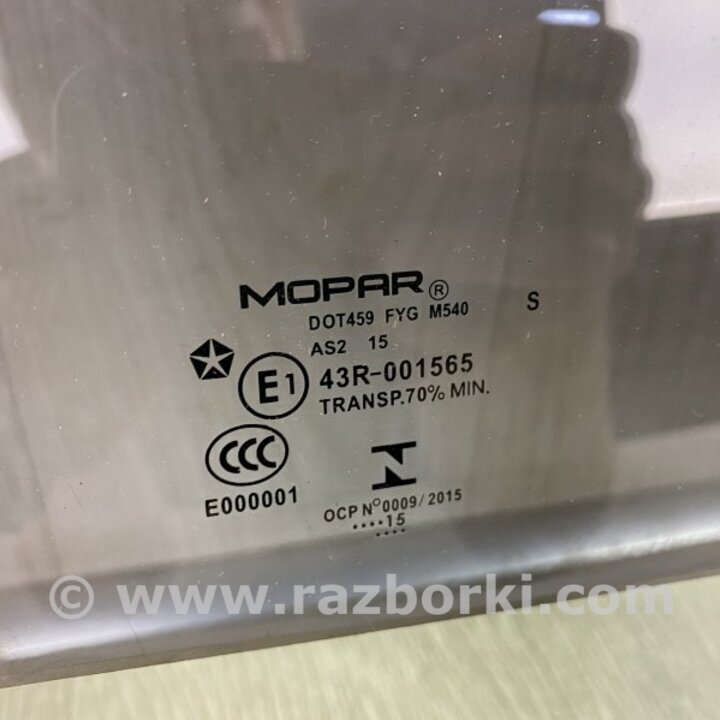 MOPAR®
DOT459 FYG M540
S
AS2 15
E1 43R-001565
TRANSP.70% MIN.
CCC
E000001
OCP Nº0009/2015
····15
····
© www.razborki.com